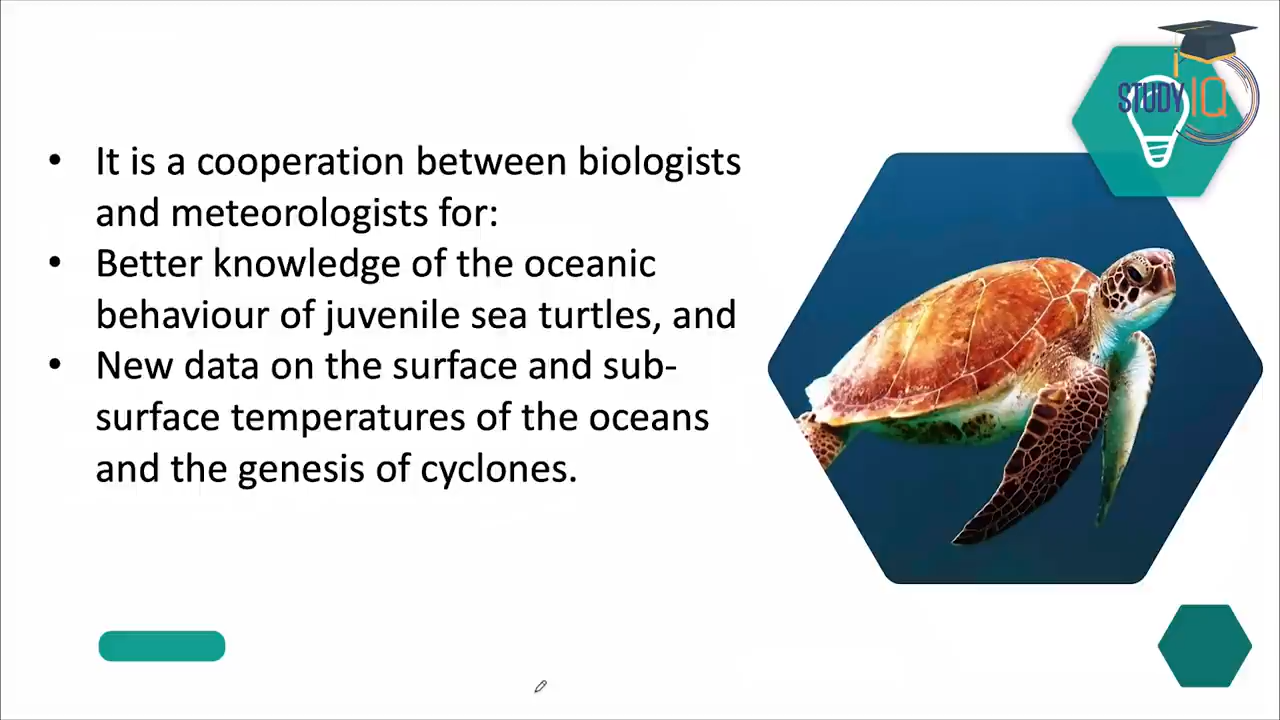 STUDY IQ
• It is a cooperation between biologists
and meteorologists for:
• Better knowledge of the oceanic
behaviour of juvenile sea turtles, and
• New data on the surface and sub-
surface temperatures of the oceans
and the genesis of cyclones.